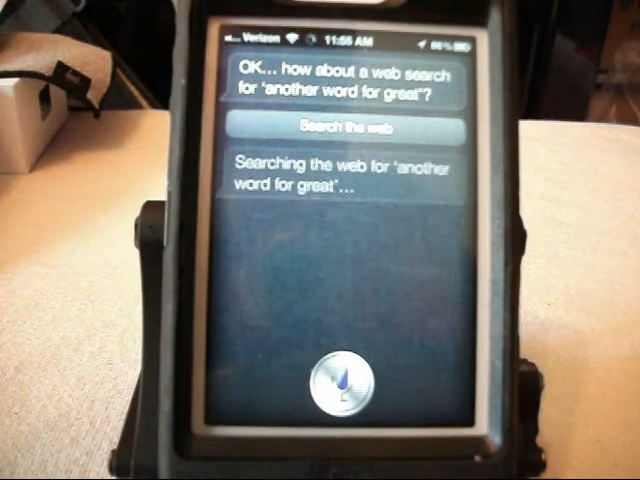 Verizon 11:55 AM 86%
OK... how about a web search
for 'another word for great'?
Search the web
Searching the web for 'another
word for great'...